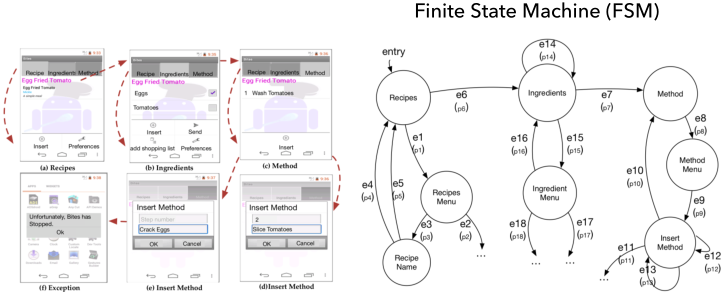 Finite State Machine (FSM)
Recipe Ingredients Method
Egg Fried Tomato
Egg Fried Tomato
Insert
Preferences
(a) Recipes
Recipe Ingredients Method
Egg Fried Tomato
Eggs
Tomatoes
Insert
Send
add shopping list
Preferences
(b) Ingredients
Recipe Ingredients Method
Egg Fried Tomato
1 Wash Tomatoes
Insert
(c) Method
Unfortunately, Bites has
Stopped.
Ok
(f) Exception
Insert Method
Step number
Crack Eggs
OK
Cancel
(e) Insert Method
Insert Method
2
Slice Tomatoes
OK
Cancel
(d)Insert Method
entry
Recipes
e6
(p6)
e14
(p14)
Ingredients
e7
(p7)
Method
e1
(p1)
e16
(p16)
e15
(p15)
e8
(p8)
Method
Menu
e4
(p4)
e5
(p5)
Recipes
Menu
Ingredient
Menu
e10
(p10)
e9
(p9)
e3
(p3)
e2
(p2)
...
e18
(p18)
e17
(p17)
...
...
Recipe
Name
e11
(p11)
...
Insert
Method
e12
(p12)
e13
(p13)